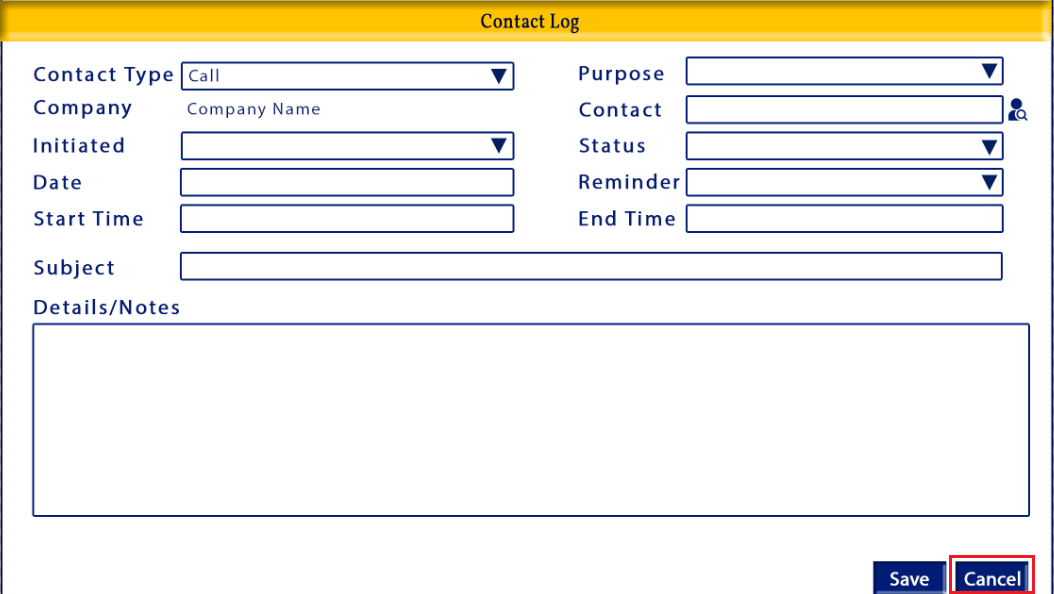 Contact Log
Contact Type Call Purpose
Company Company Name Contact
Initiated Status
Date Reminder
Start Time End Time
Subject
Details/Notes
Save Cancel